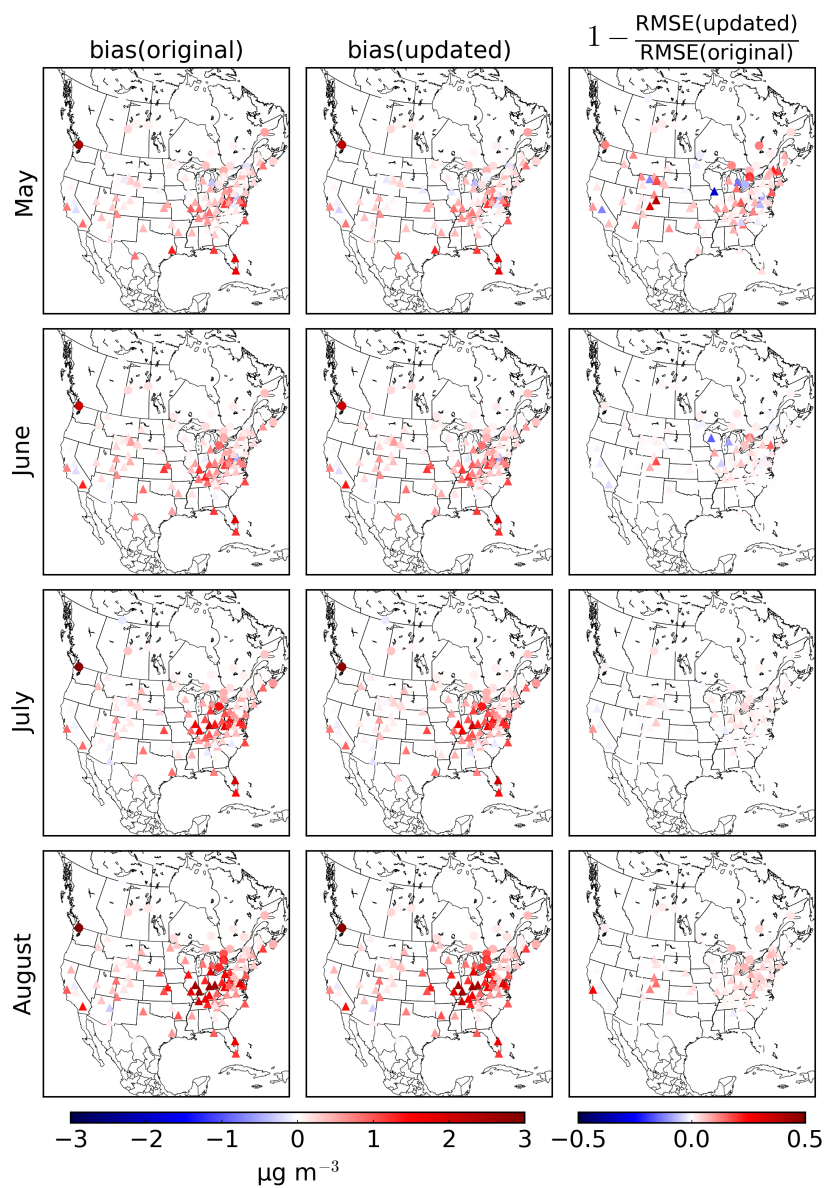 bias(original)
bias(updated)
1 − RMSE(updated)
RMSE(original)
May
June
July
August
−3 −2 −1 0 1 2 3
μg m⁻³
−0.5 0.0 0.5